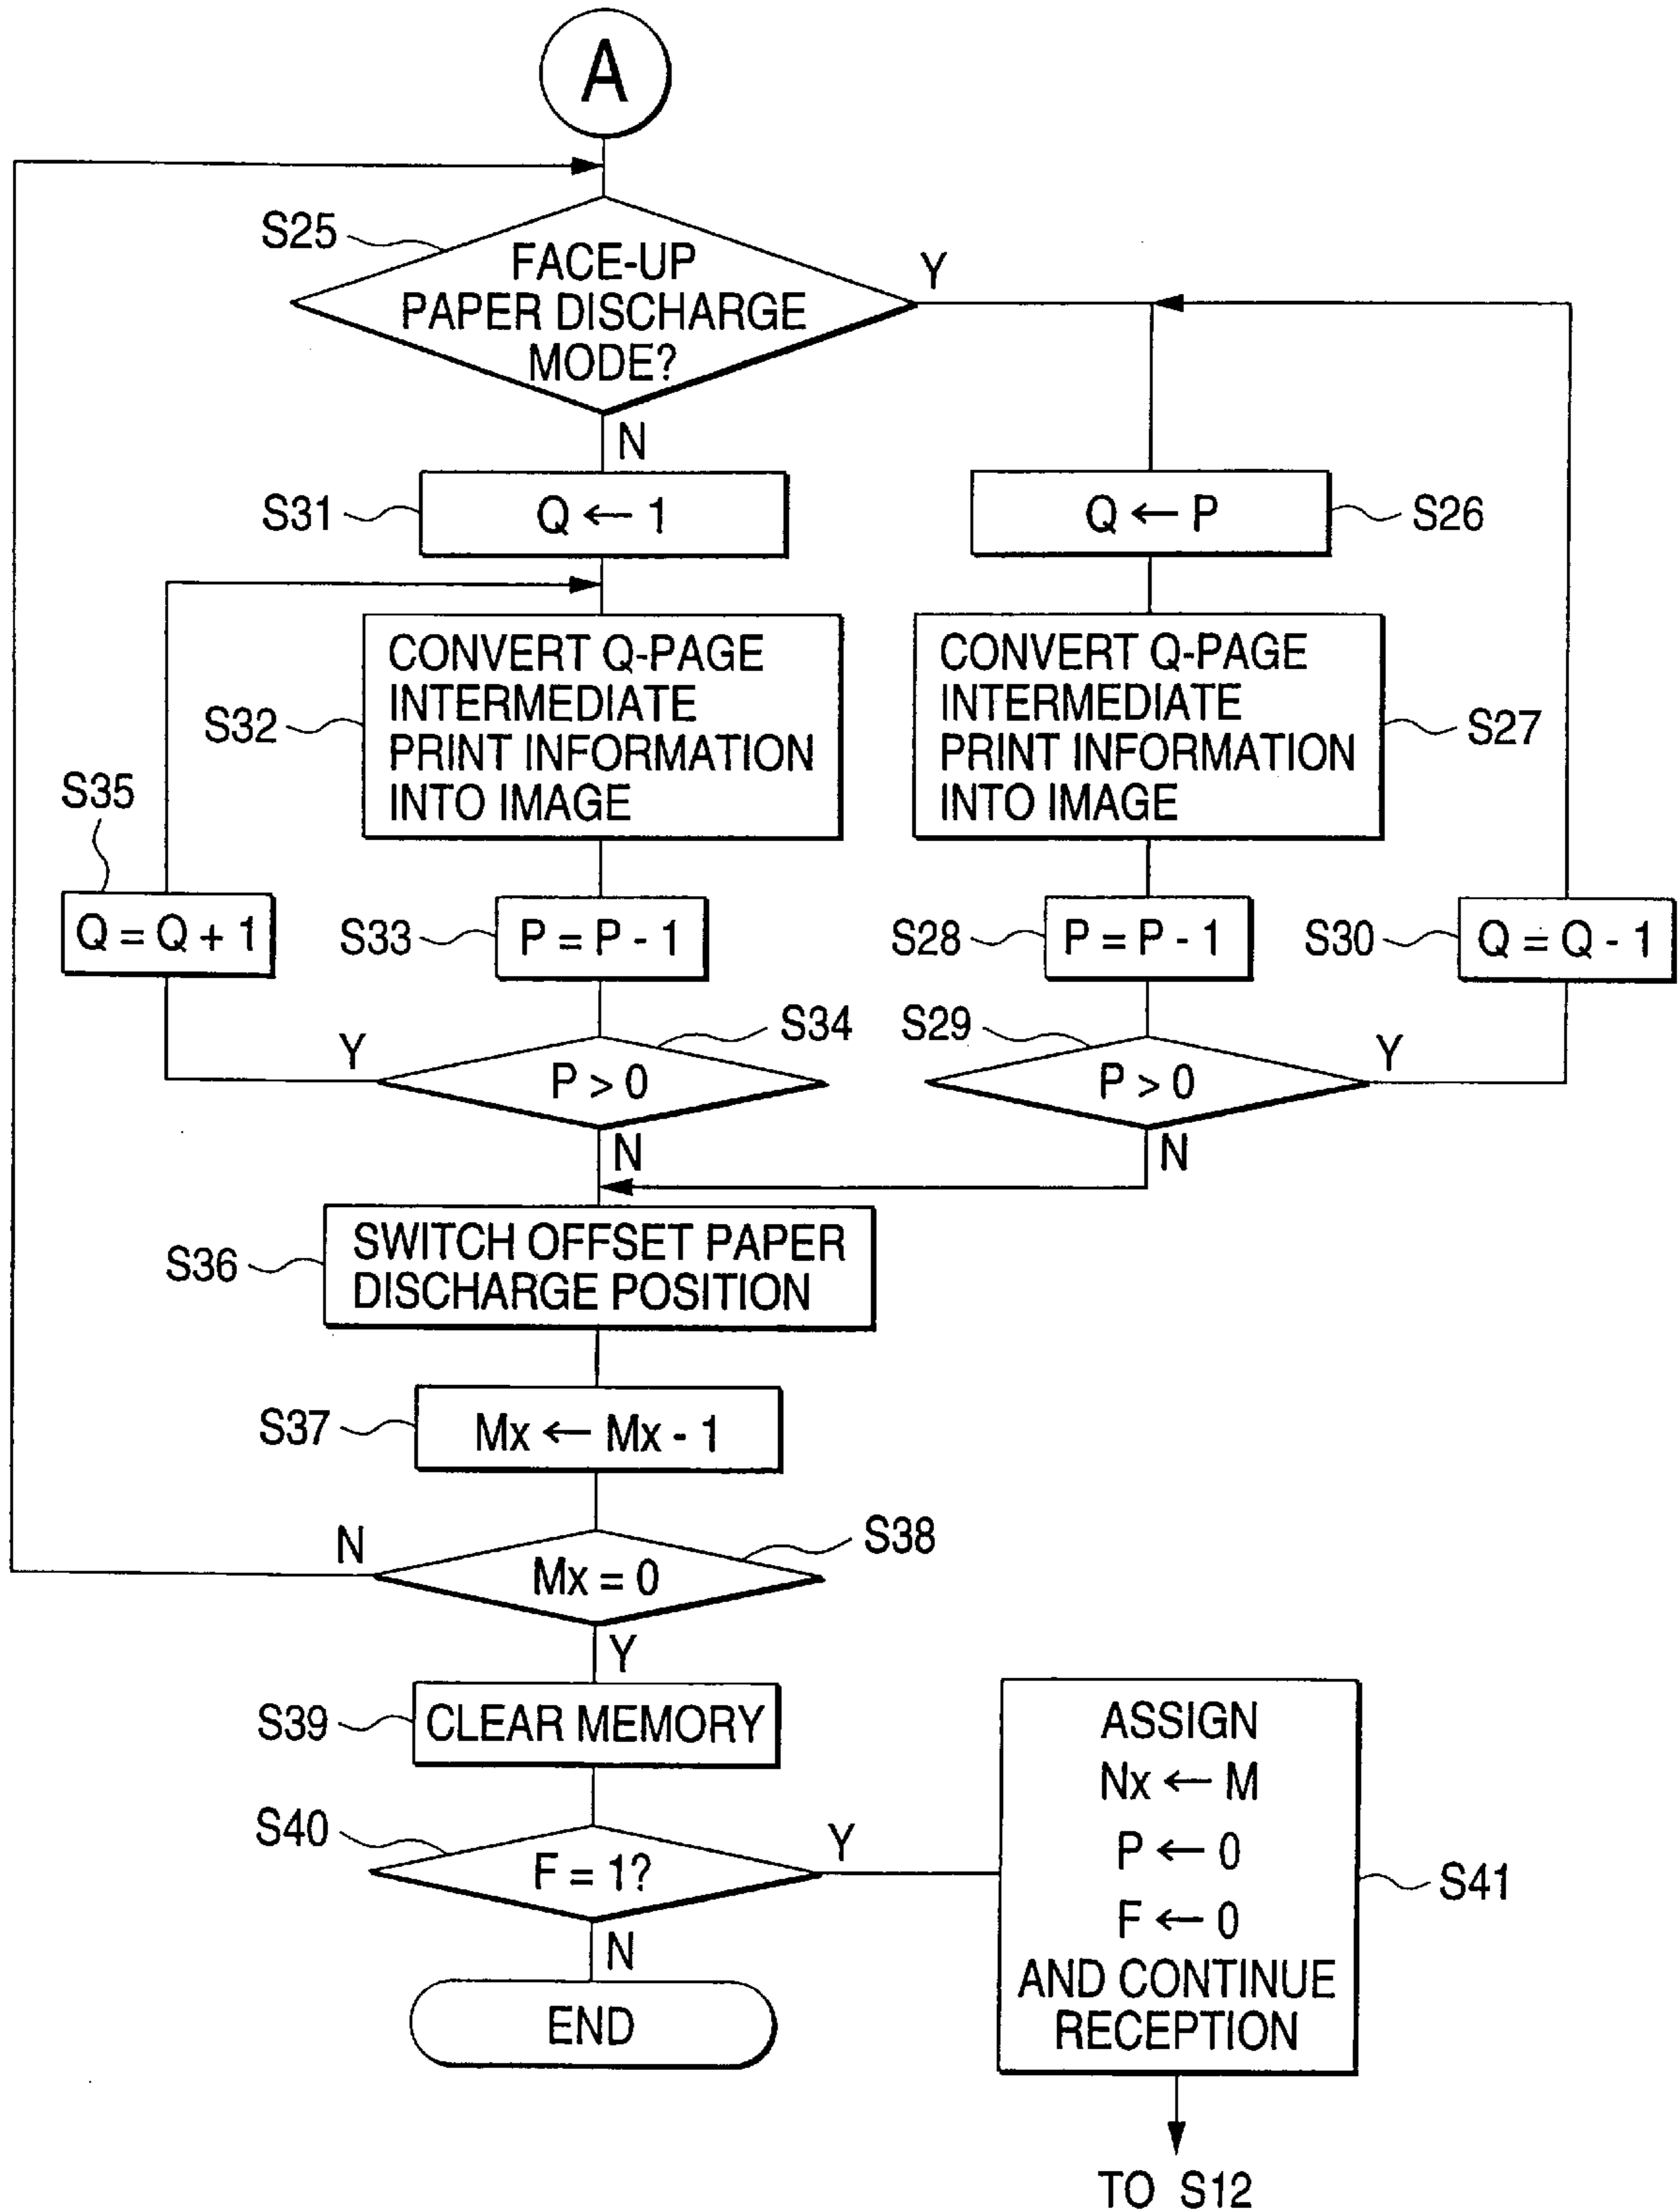 A
S25
FACE-UP
PAPER DISCHARGE
MODE?
Y
N
S31
Q ← 1
Q ← P
S26
S32
CONVERT Q-PAGE
INTERMEDIATE
PRINT INFORMATION
INTO IMAGE
CONVERT Q-PAGE
INTERMEDIATE
PRINT INFORMATION
INTO IMAGE
S27
S35
Q = Q + 1
S33
P = P - 1
S28
P = P - 1
S30
Q = Q - 1
S34
Y
P > 0
N
S29
P > 0
Y
N
S36
SWITCH OFFSET PAPER
DISCHARGE POSITION
S37
Mx ← Mx - 1
S38
N
Mx = 0
Y
S39
CLEAR MEMORY
S40
F = 1?
Y
N
END
ASSIGN
Nx ← M
P ← 0
F ← 0
AND CONTINUE
RECEPTION
S41
TO S12